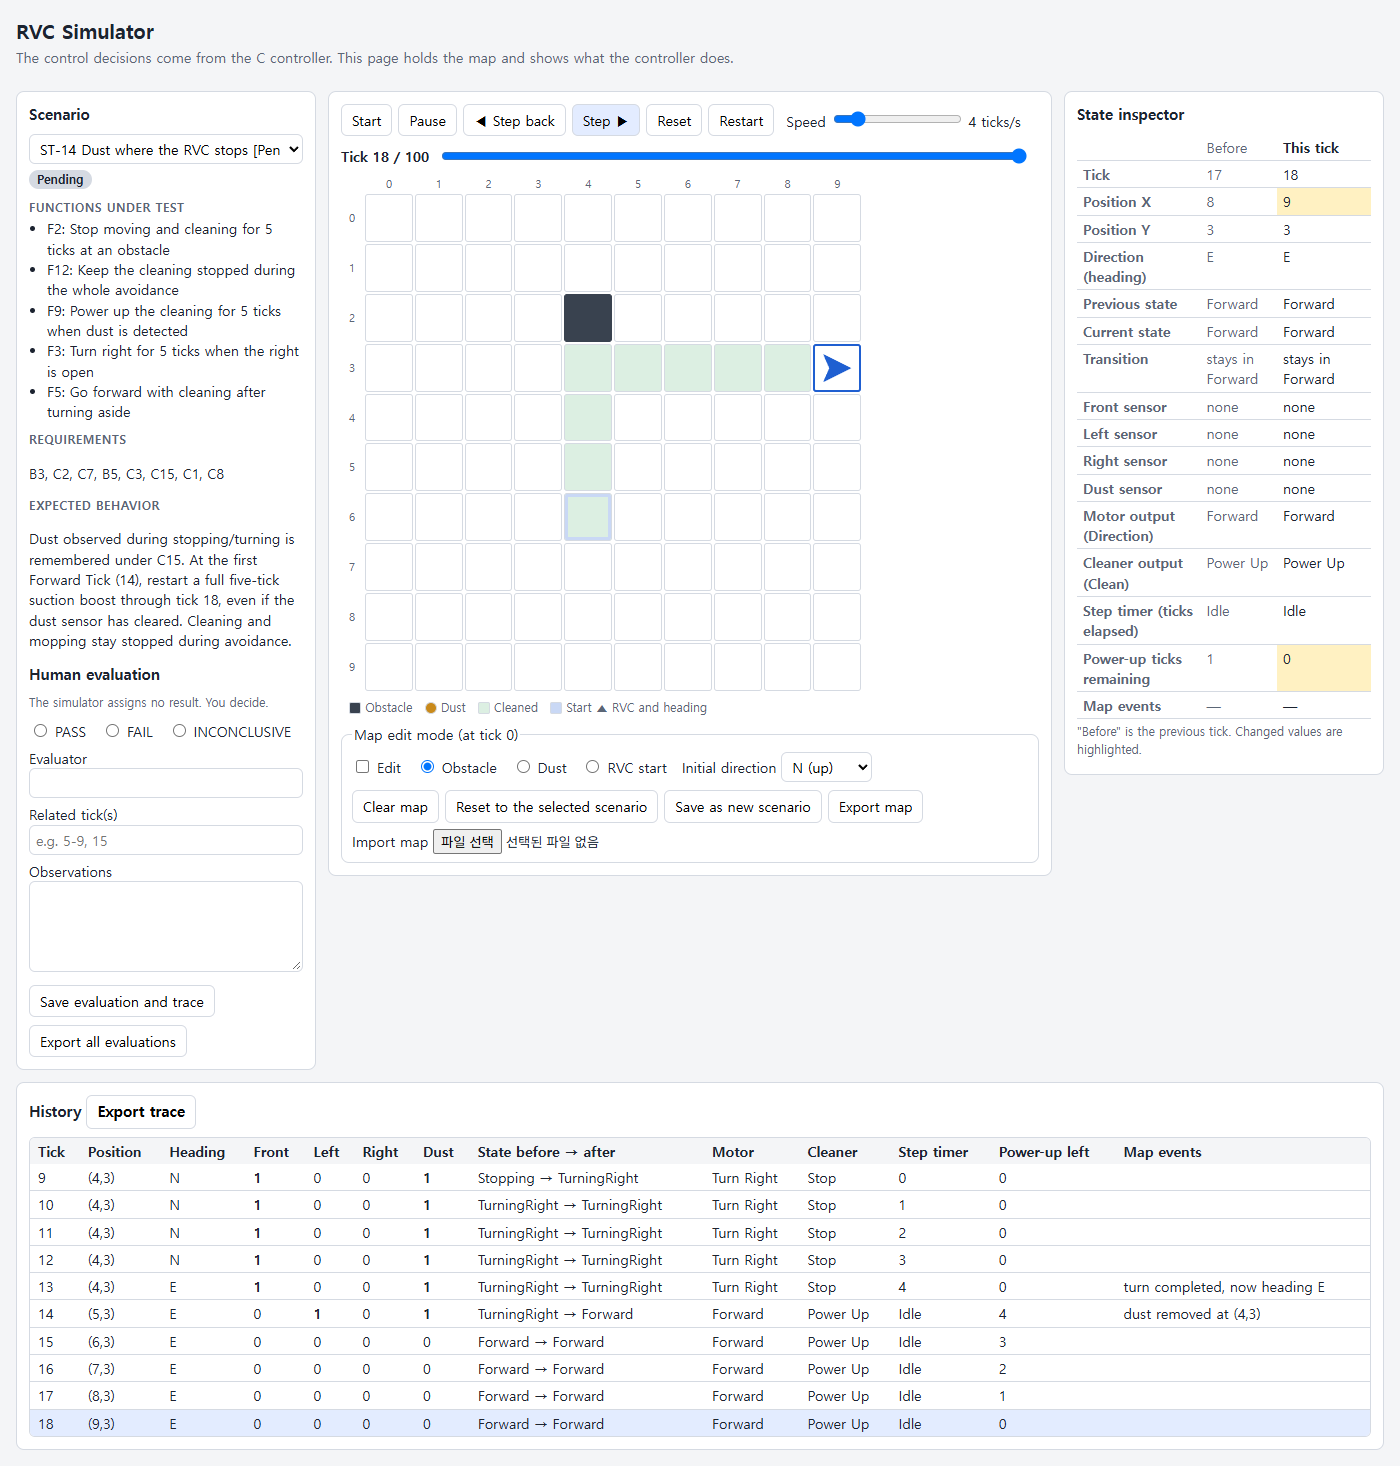 RVC Simulator
The control decisions come from the C controller. This page holds the map and shows what the controller does.
Scenario
ST-14 Dust where the RVC stops [Pen
Pending
FUNCTIONS UNDER TEST
• F2: Stop moving and cleaning for 5
ticks at an obstacle
• F12: Keep the cleaning stopped during
the whole avoidance
• F9: Power up the cleaning for 5 ticks
when dust is detected
• F3: Turn right for 5 ticks when the right
is open
• F5: Go forward with cleaning after
turning aside
REQUIREMENTS
B3, C2, C7, B5, C3, C15, C1, C8
EXPECTED BEHAVIOR
Dust observed during stopping/turning is
remembered under C15. At the first
Forward Tick (14), restart a full five-tick
suction boost through tick 18, even if the
dust sensor has cleared. Cleaning and
mopping stay stopped during avoidance.
Human evaluation
The simulator assigns no result. You decide.
PASS FAIL INCONCLUSIVE
Evaluator
Related tick(s)
e.g. 5-9, 15
Observations
Save evaluation and trace
Export all evaluations
Start Pause ◀ Step back Step ▶ Reset Restart Speed 4 ticks/s
Tick 18 / 100
0 1 2 3 4 5 6 7 8 9
0
1
2
3
4
5
6
7
8
9
Obstacle Dust Cleaned Start ▲ RVC and heading
Map edit mode (at tick 0)
Edit Obstacle Dust RVC start Initial direction N (up)
Clear map Reset to the selected scenario Save as new scenario Export map
Import map 파일 선택 선택된 파일 없음
State inspector
Before This tick
Tick 17 18
Position X 8 9
Position Y 3 3
Direction (heading) E E
Previous state Forward Forward
Current state Forward Forward
Transition stays in Forward stays in Forward
Front sensor none none
Left sensor none none
Right sensor none none
Dust sensor none none
Motor output (Direction) Forward Forward
Cleaner output (Clean) Power Up Power Up
Step timer (ticks elapsed) Idle Idle
Power-up ticks remaining 1 0
Map events — —
"Before" is the previous tick. Changed values are
highlighted.
History Export trace
Tick Position Heading Front Left Right Dust State before → after Motor Cleaner Step timer Power-up left Map events
9 (4,3) N 1 0 0 1 Stopping → TurningRight Turn Right Stop 0 0
10 (4,3) N 1 0 0 1 TurningRight → TurningRight Turn Right Stop 1 0
11 (4,3) N 1 0 0 1 TurningRight → TurningRight Turn Right Stop 2 0
12 (4,3) N 1 0 0 1 TurningRight → TurningRight Turn Right Stop 3 0
13 (4,3) E 1 0 0 1 TurningRight → TurningRight Turn Right Stop 4 0 turn completed, now heading E
14 (5,3) E 0 1 0 1 TurningRight → Forward Forward Power Up Idle 4 dust removed at (4,3)
15 (6,3) E 0 0 0 0 Forward → Forward Forward Power Up Idle 3
16 (7,3) E 0 0 0 0 Forward → Forward Forward Power Up Idle 2
17 (8,3) E 0 0 0 0 Forward → Forward Forward Power Up Idle 1
18 (9,3) E 0 0 0 0 Forward → Forward Forward Power Up Idle 0